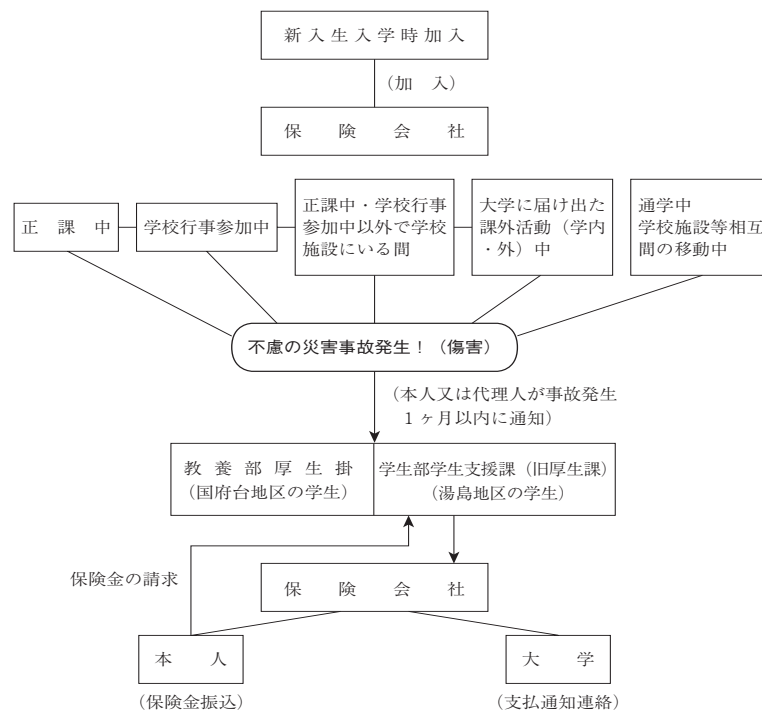 新入生入学時加入
（加　入）
保　険　会　社
正　課　中
学校行事参加中
正課中・学校行事
参加中以外で学校
施設にいる間
大学に届け出た
課外活動（学内
・外）中
通学中
学校施設等相互
間の移動中
不慮の災害事故発生！（傷害）
（本人又は代理人が事故発生
１ヶ月以内に通知）
教養部厚生掛
（国府台地区の学生）
学生部学生支援課（旧厚生課）
（湯島地区の学生）
保険金の請求
保　険　会　社
本　人
（保険金振込）
大　学
（支払通知連絡）